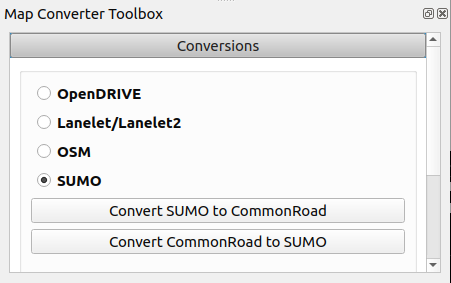 Map Converter Toolbox
Conversions
OpenDRIVE
Lanelet/Lanelet2
OSM
SUMO
Convert SUMO to CommonRoad
Convert CommonRoad to SUMO